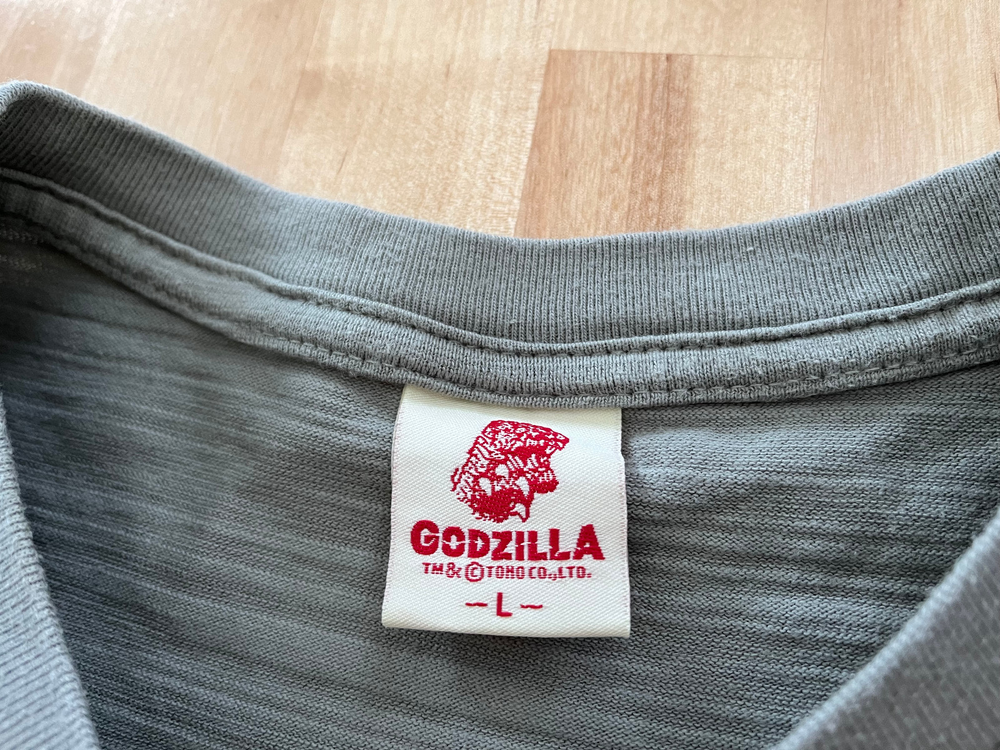 GODZILLA
TM & © TOHO CO., LTD.
~ L ~